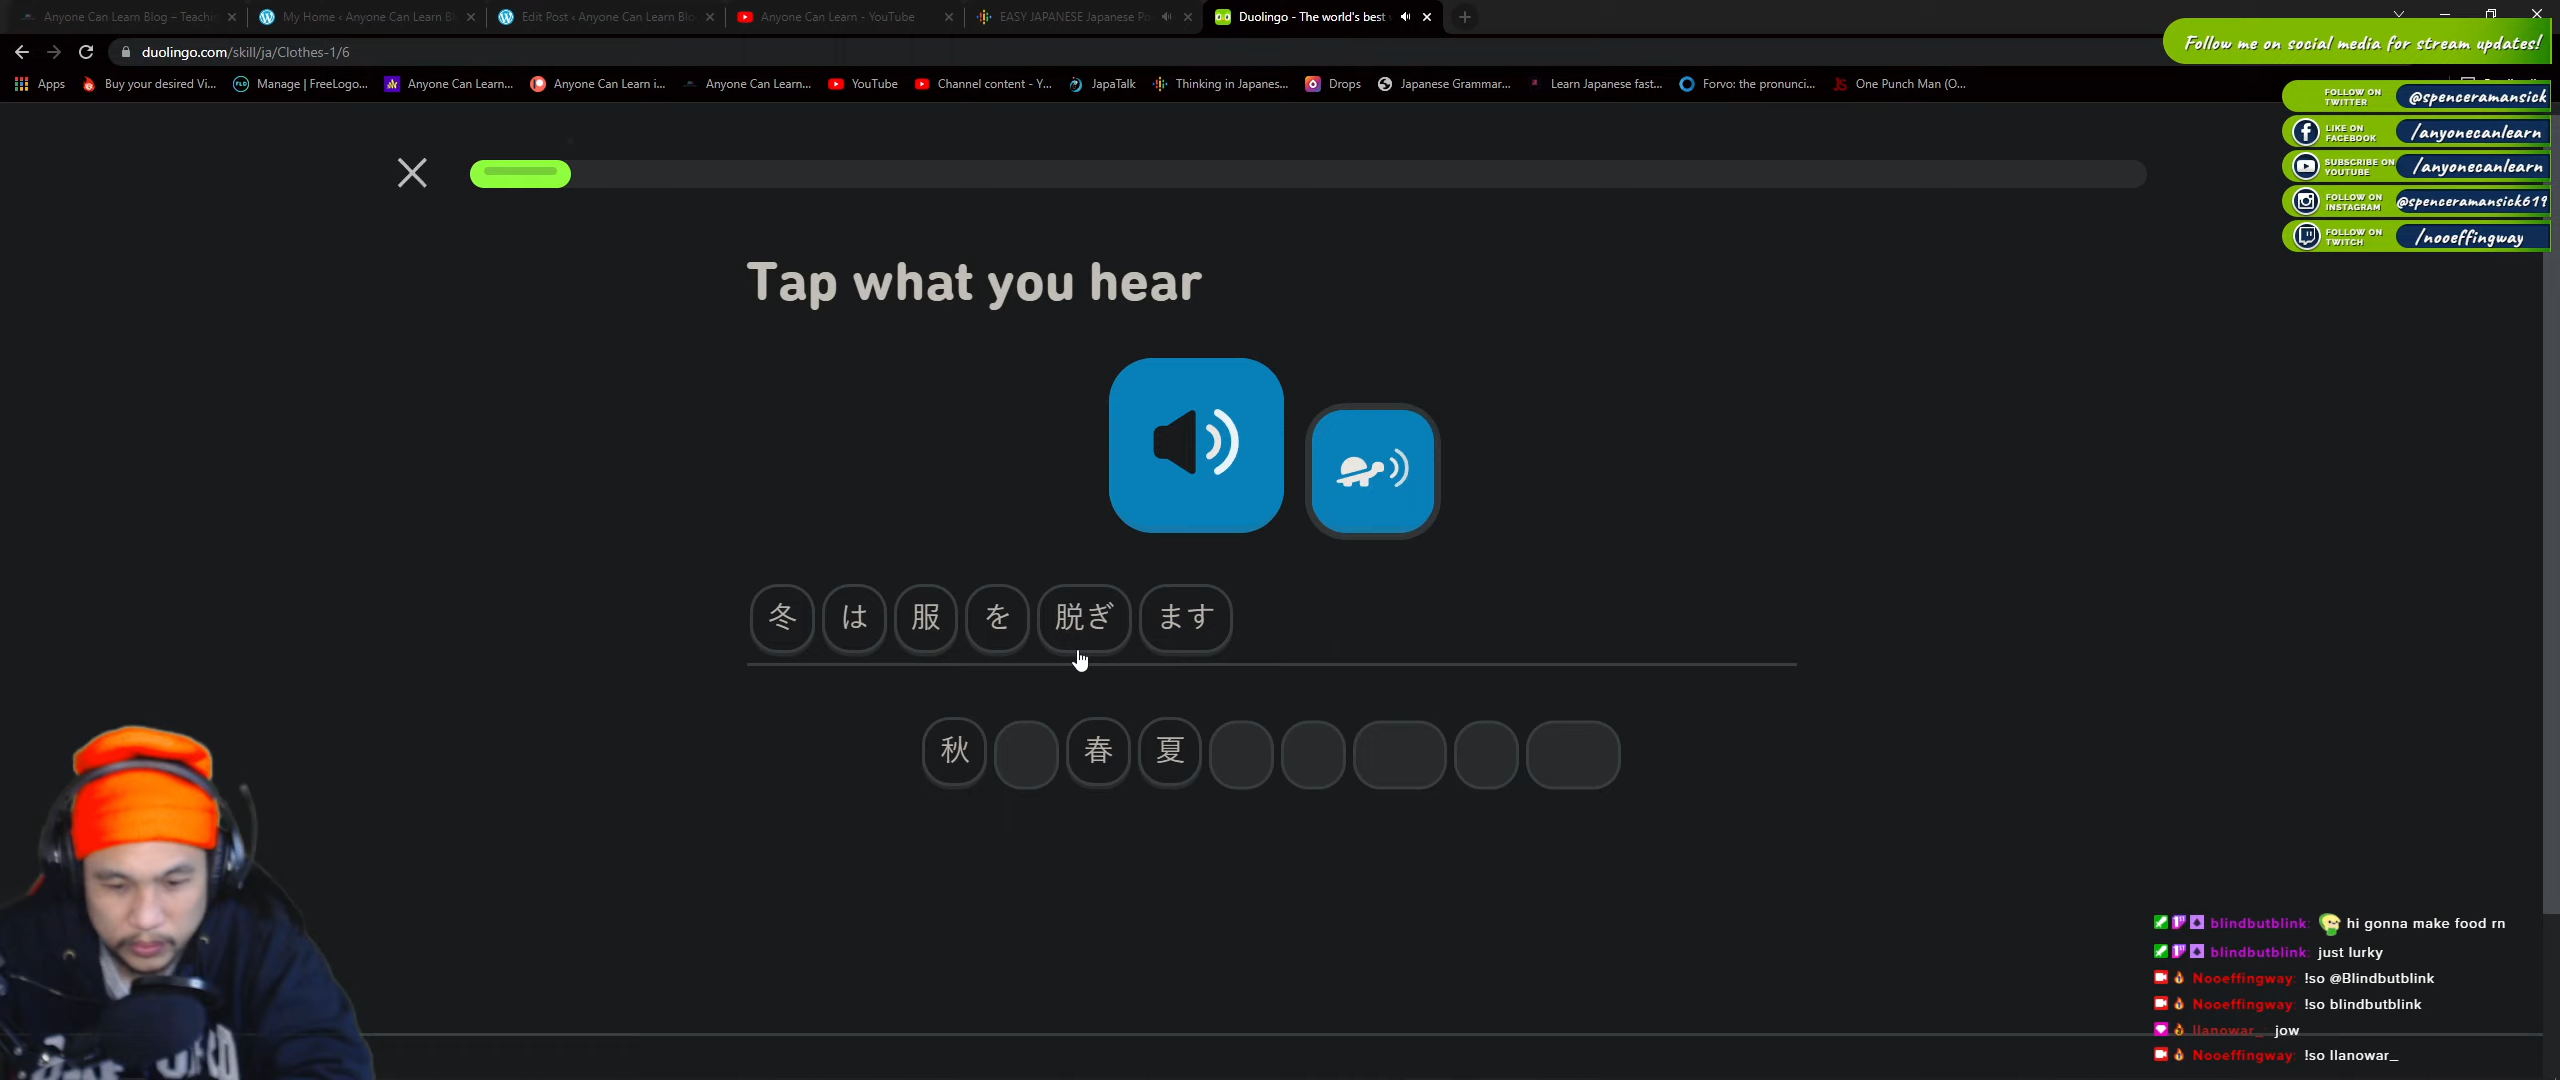 Anyone Can Learn Blog – Teachin
My Home ‹ Anyone Can Learn Bl
Edit Post ‹ Anyone Can Learn Blo
Anyone Can Learn - YouTube
EASY JAPANESE Japanese Po
Duolingo - The world's best
duolingo.com/skill/ja/Clothes-1/6
Follow me on social media for stream updates!
Apps
Buy your desired Vi...
Manage | FreeLogo...
Anyone Can Learn...
Anyone Can Learn i...
Anyone Can Learn...
YouTube
Channel content - Y...
JapaTalk
Thinking in Japanes...
Drops
Japanese Grammar...
Learn Japanese fast...
Forvo: the pronunci...
One Punch Man (O...
FOLLOW ON TWITTER @spenceramansick
LIKE ON FACEBOOK /anyonecanlearn
SUBSCRIBE ON YOUTUBE /anyonecanlearn
FOLLOW ON INSTAGRAM @spenceramansick619
FOLLOW ON TWITCH /nooeffingway
Tap what you hear
冬 は 服 を 脱ぎ ます
秋 春 夏
blindbutblink: hi gonna make food rn
blindbutblink: just lurky
Nooeffingway: !so @Blindbutblink
Nooeffingway: !so blindbutblink
llanowar_: jow
Nooeffingway: !so llanowar_